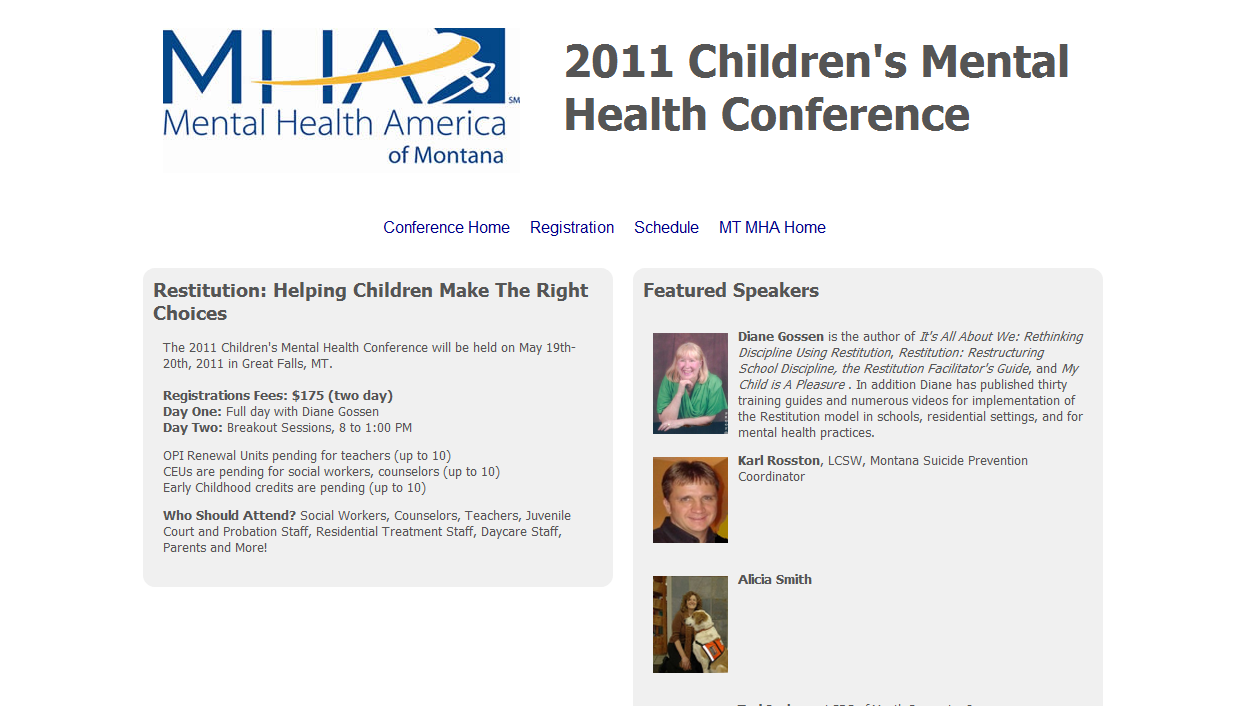 MHA SM
Mental Health America
of Montana
2011 Children's Mental
Health Conference
Conference Home Registration Schedule MT MHA Home
Restitution: Helping Children Make The Right
Choices
The 2011 Children's Mental Health Conference will be held on May 19th-
20th, 2011 in Great Falls, MT.
Registrations Fees: $175 (two day)
Day One: Full day with Diane Gossen
Day Two: Breakout Sessions, 8 to 1:00 PM
OPI Renewal Units pending for teachers (up to 10)
CEUs are pending for social workers, counselors (up to 10)
Early Childhood credits are pending (up to 10)
Who Should Attend? Social Workers, Counselors, Teachers, Juvenile
Court and Probation Staff, Residential Treatment Staff, Daycare Staff,
Parents and More!
Featured Speakers
Diane Gossen is the author of It's All About We: Rethinking
Discipline Using Restitution, Restitution: Restructuring
School Discipline, the Restitution Facilitator's Guide, and My
Child is A Pleasure . In addition Diane has published thirty
training guides and numerous videos for implementation of
the Restitution model in schools, residential settings, and for
mental health practices.
Karl Rosston, LCSW, Montana Suicide Prevention
Coordinator
Alicia Smith